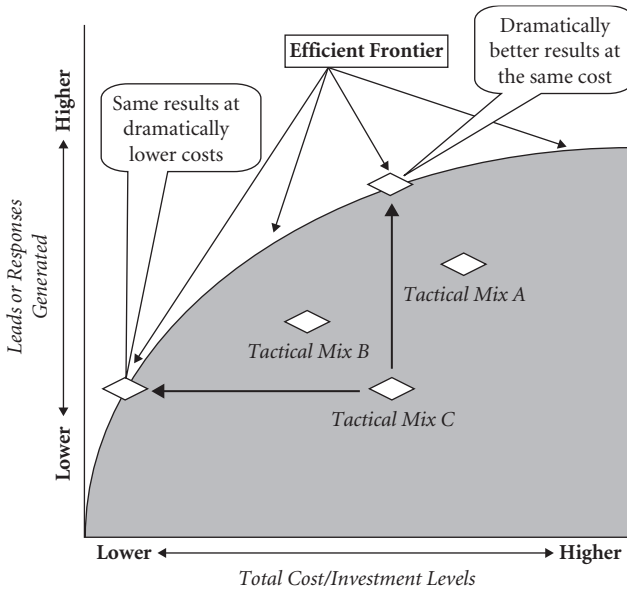 Efficient Frontier
Dramatically
better results at
the same cost
Same results at
dramatically
lower costs
Higher
Leads or Responses
Generated
Lower
Tactical Mix A
Tactical Mix B
Tactical Mix C
Lower
Higher
Total Cost/Investment Levels